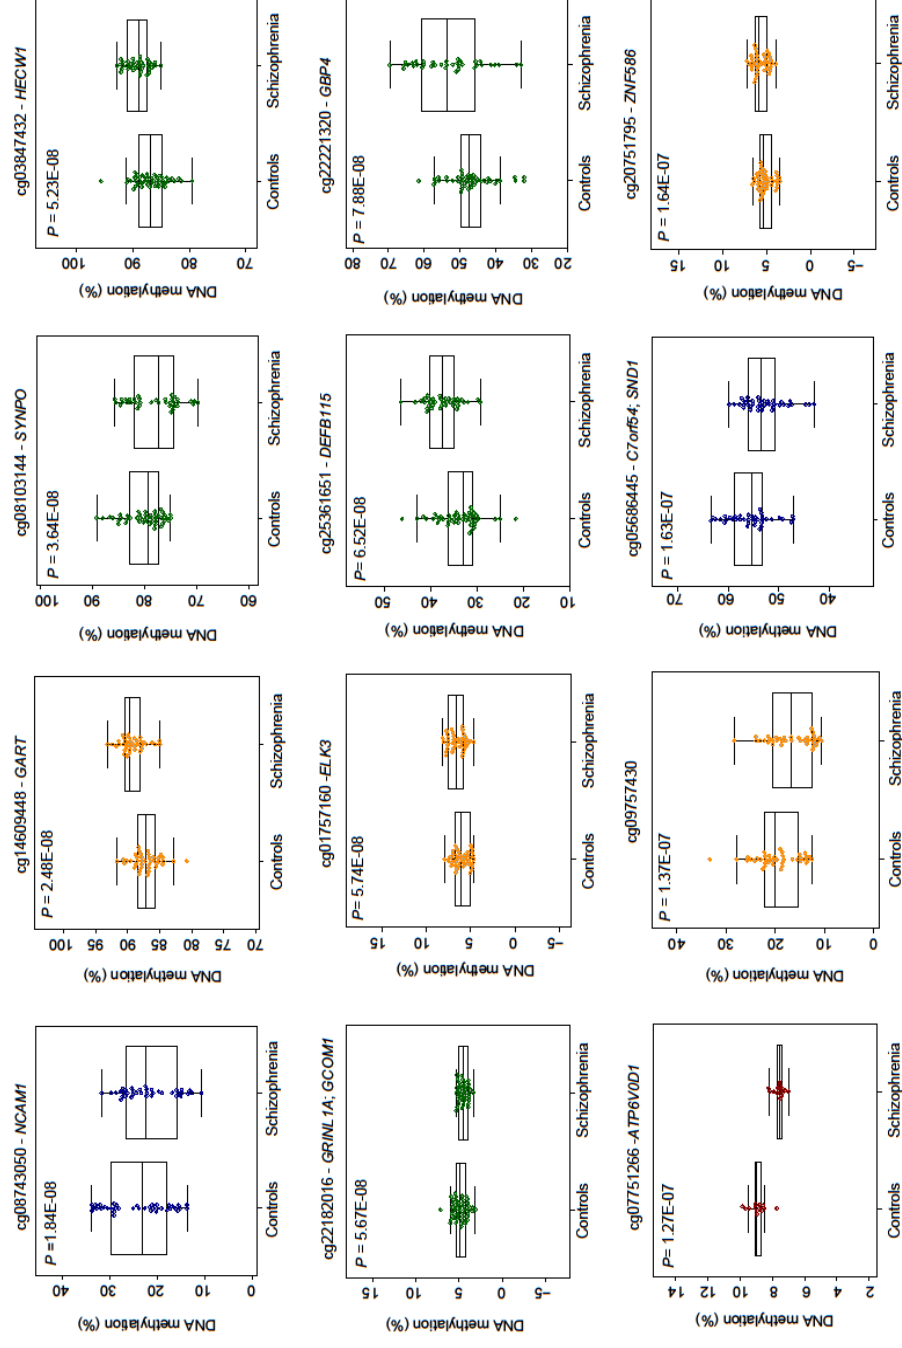 cg03847432 - HECW1
P = 5.23E-08
DNA methylation (%)
100
90
80
70
Controls
Schizophrenia
cg22221320 - GBP4
P = 7.88E-08
DNA methylation (%)
80
70
60
50
40
30
20
Controls
Schizophrenia
cg20751795 - ZNF586
P = 1.64E-07
DNA methylation (%)
15
10
5
0
-5
Controls
Schizophrenia
cg08103144 - SYNPO
P = 3.64E-08
DNA methylation (%)
100
90
80
70
60
Controls
Schizophrenia
cg25361651 - DEFB115
P= 6.52E-08
DNA methylation (%)
50
40
30
20
10
Controls
Schizophrenia
cg05686445 - C7orf54; SND1
P = 1.63E-07
DNA methylation (%)
70
60
50
40
Controls
Schizophrenia
cg14609448 - GART
P = 2.48E-08
DNA methylation (%)
100
95
90
85
80
75
70
Controls
Schizophrenia
cg01757160 -ELK3
P= 5.74E-08
DNA methylation (%)
15
10
5
0
-5
Controls
Schizophrenia
cg09757430
P = 1.37E-07
DNA methylation (%)
40
30
20
10
0
Controls
Schizophrenia
cg08743050 - NCAM1
P =1.84E-08
DNA methylation (%)
40
30
20
10
0
Controls
Schizophrenia
cg22182016 - GRINL1A; GCOM1
P = 5.67E-08
DNA methylation (%)
15
10
5
0
-5
Controls
Schizophrenia
cg07751266 -ATP6V0D1
P= 1.27E-07
DNA methylation (%)
14
12
10
8
6
4
2
Controls
Schizophrenia